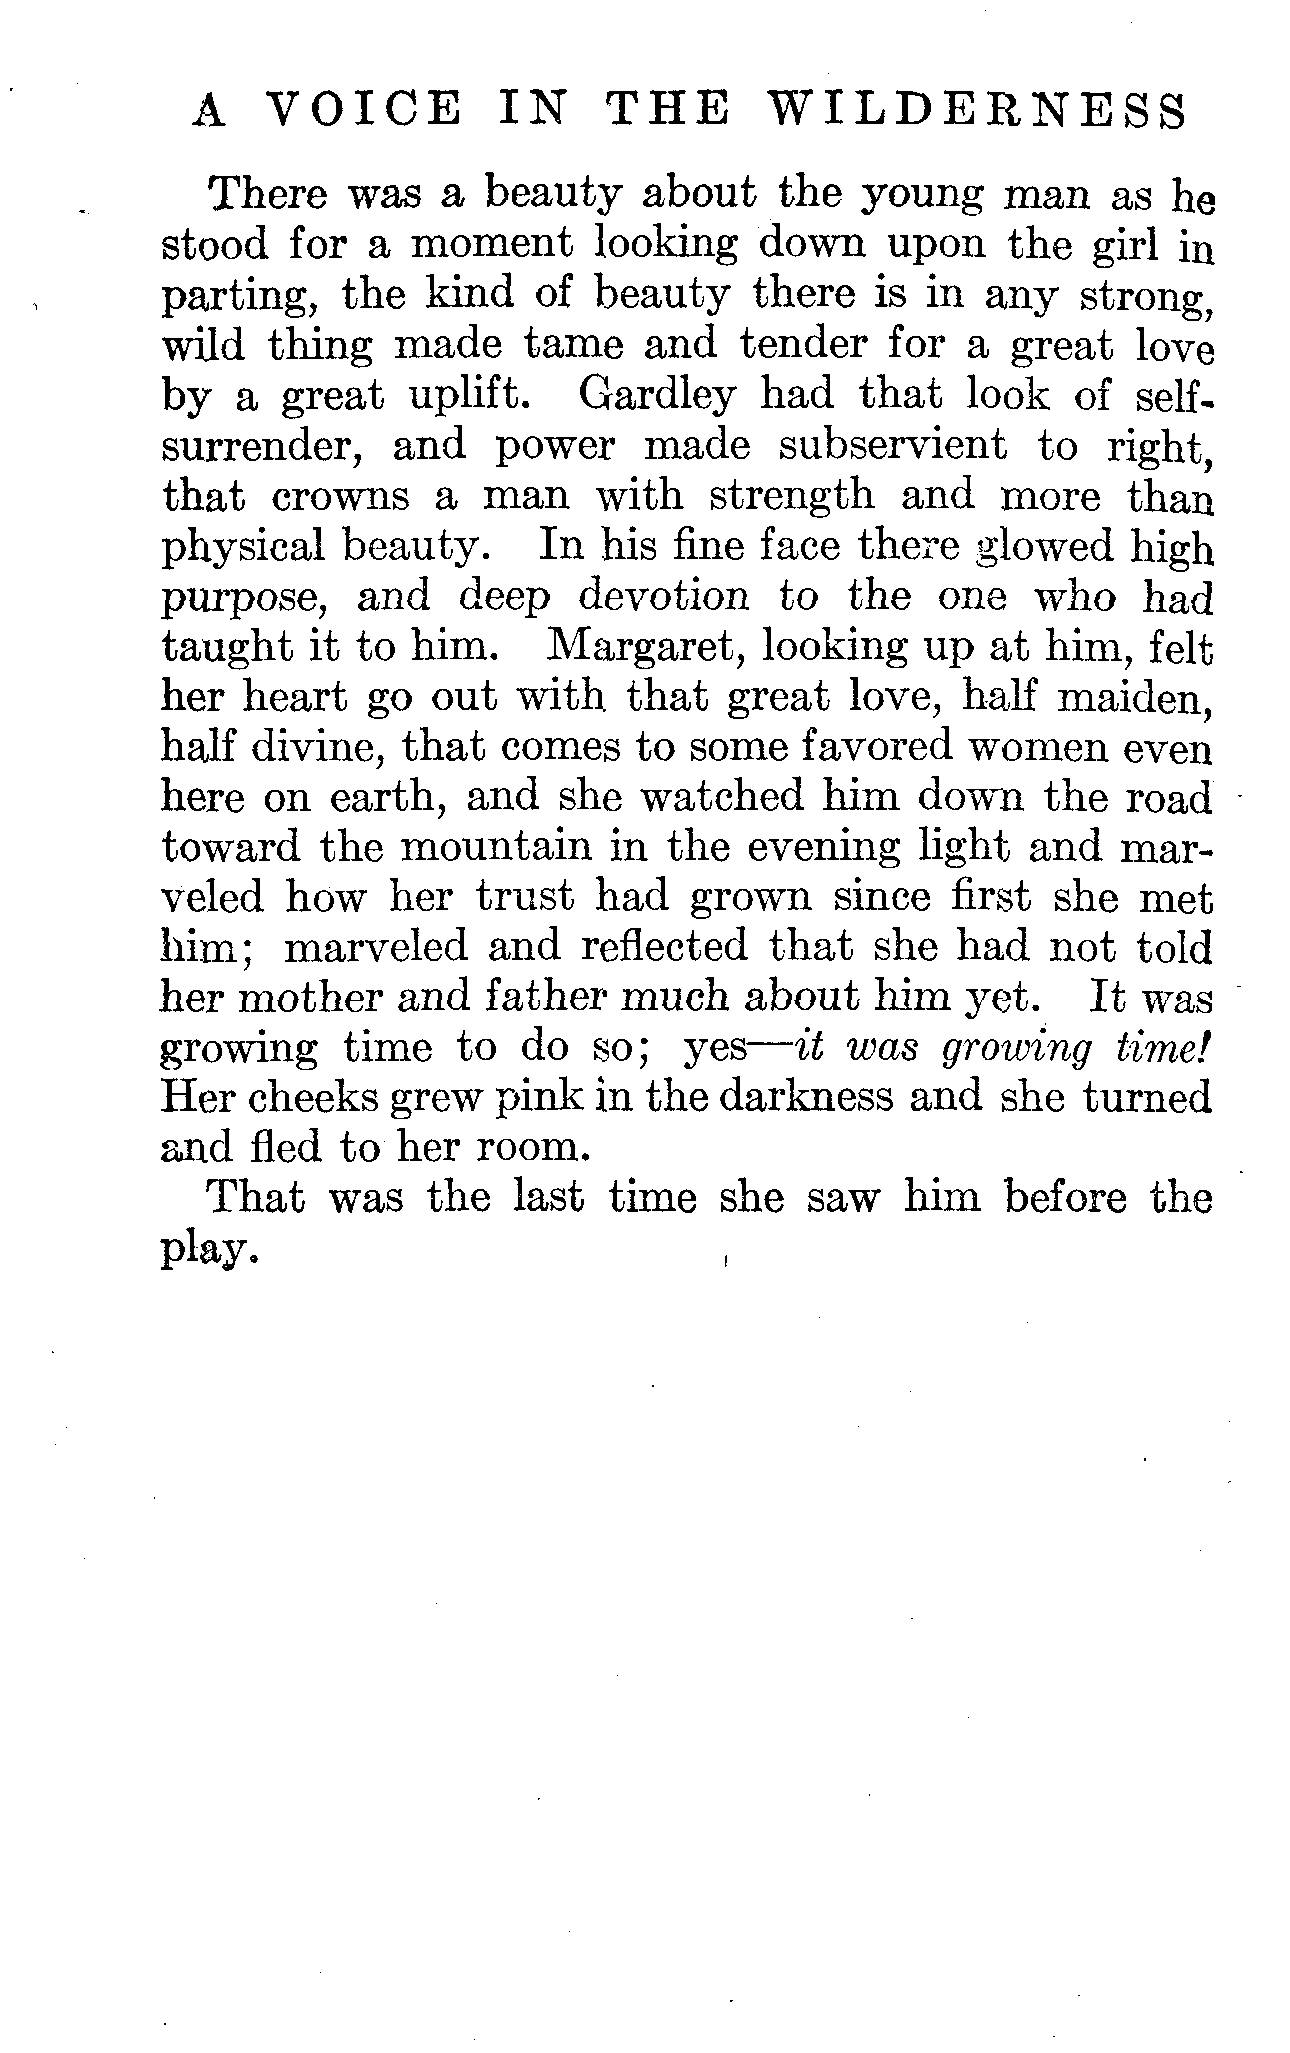 A VOICE IN THE WILDERNESS
There was a beauty about the young man as he
stood for a moment looking down upon the girl in
parting, the kind of beauty there is in any strong,
wild thing made tame and tender for a great love
by a great uplift. Gardley had that look of self-
surrender, and power made subservient to right,
that crowns a man with strength and more than
physical beauty. In his fine face there glowed high
purpose, and deep devotion to the one who had
taught it to him. Margaret, looking up at him, felt
her heart go out with that great love, half maiden,
half divine, that comes to some favored women even
here on earth, and she watched him down the road
toward the mountain in the evening light and mar-
veled how her trust had grown since first she met
him; marveled and reflected that she had not told
her mother and father much about him yet. It was
growing time to do so; yes—it was growing time!
Her cheeks grew pink in the darkness and she turned
and fled to her room.
That was the last time she saw him before the
play.